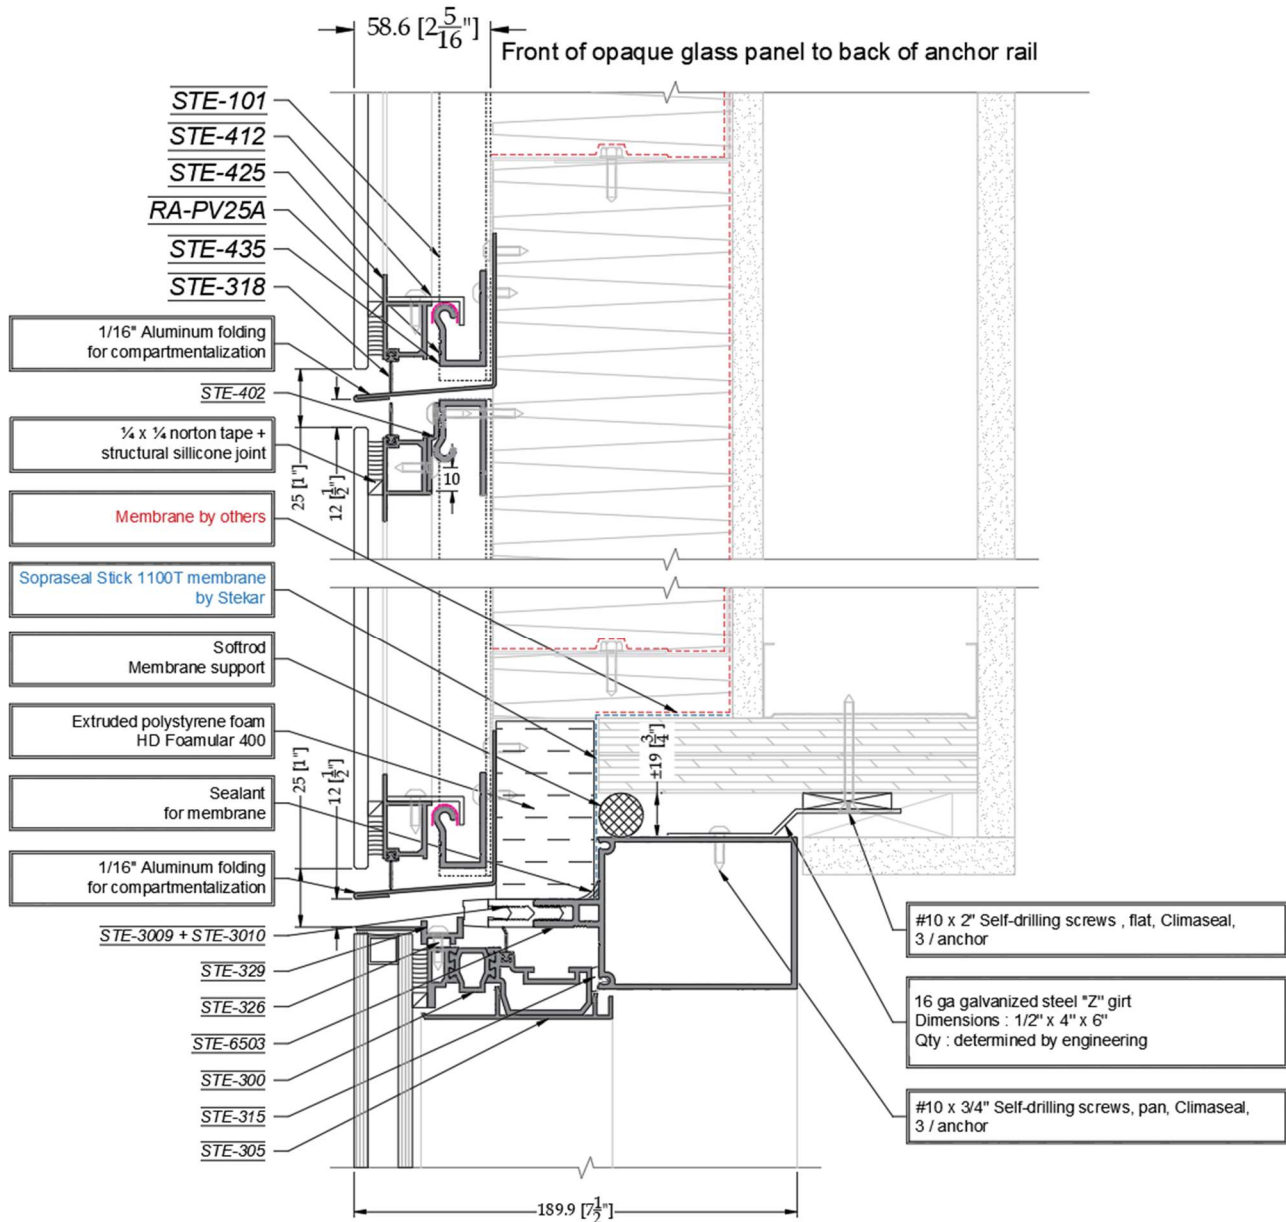 58.6 [2 5/16"]
Front of opaque glass panel to back of anchor rail
STE-101
STE-412
STE-425
RA-PV25A
STE-435
STE-318
1/16" Aluminum folding
for compartmentalization
STE-402
¼ x ¼ norton tape +
structural sillicone joint
25 [1"]
12 [1/2"]
10
Membrane by others
Sopraseal Stick 1100T membrane
by Stekar
Softrod
Membrane support
Extruded polystyrene foam
HD Foamular 400
±19 [3/4"]
25 [1"]
12 [1/2"]
Sealant
for membrane
1/16" Aluminum folding
for compartmentalization
STE-3009 + STE-3010
STE-329
STE-326
STE-6503
STE-300
STE-315
STE-305
#10 x 2" Self-drilling screws , flat, Climaseal,
3 / anchor
16 ga galvanized steel "Z" girt
Dimensions : 1/2" x 4" x 6"
Qty : determined by engineering
#10 x 3/4" Self-drilling screws, pan, Climaseal,
3 / anchor
189.9 [7 1/2"]